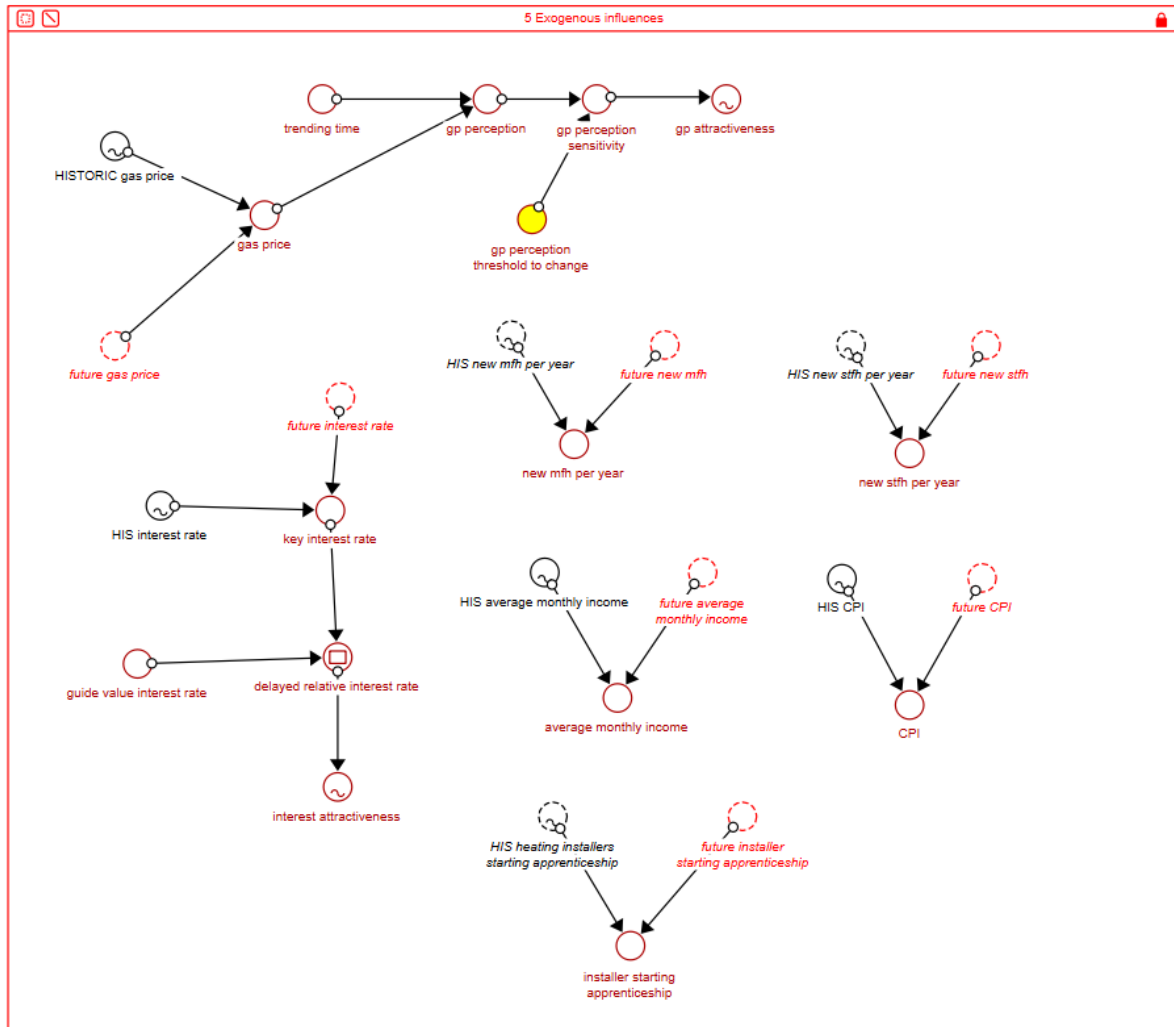 5 Exogenous influences
trending time
gp perception
gp perception
sensitivity
gp attractiveness
HISTORIC gas price
gas price
gp perception
threshold to change
future gas price
HIS new mfh per year
future new mfh
HIS new stfh per year
future new stfh
future interest rate
new mfh per year
new stfh per year
HIS interest rate
key interest rate
HIS average monthly income
future average
monthly income
HIS CPI
future CPI
guide value interest rate
delayed relative interest rate
average monthly income
CPI
interest attractiveness
HIS heating installers
starting apprenticeship
future installer
starting apprenticeship
installer starting
apprenticeship